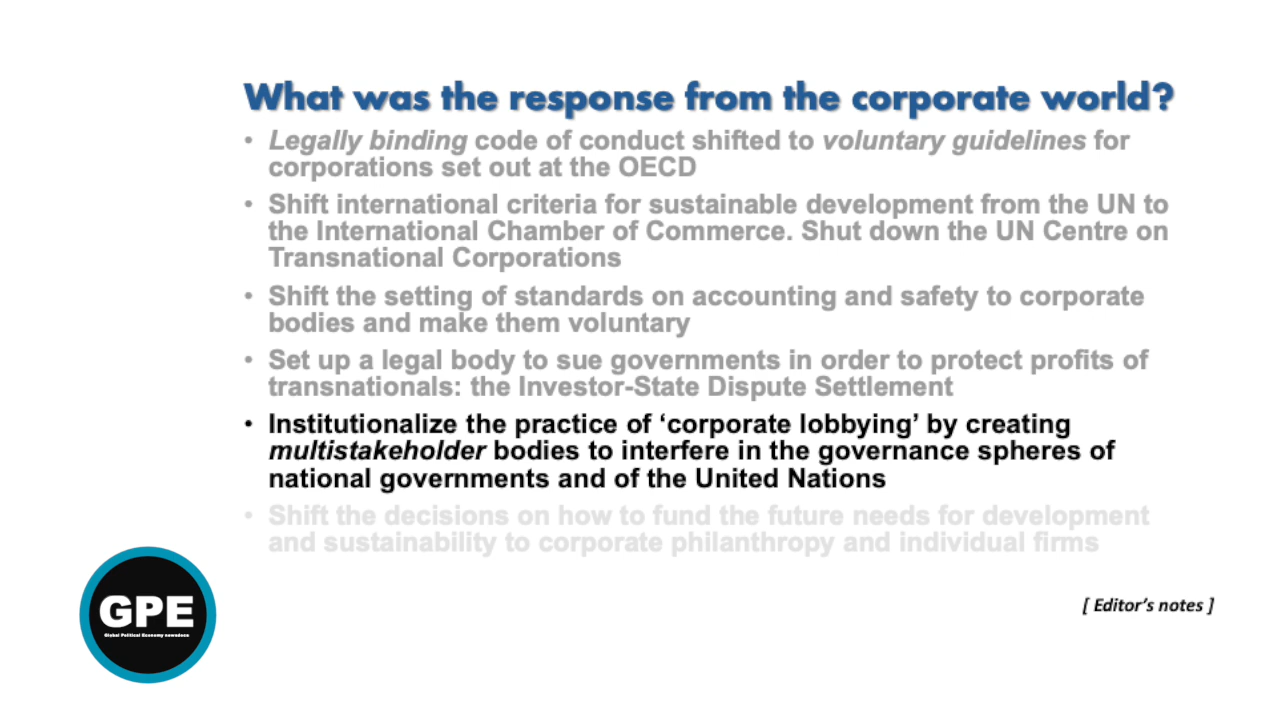 What was the response from the corporate world?
• Legally binding code of conduct shifted to voluntary guidelines for
corporations set out at the OECD
• Shift international criteria for sustainable development from the UN to
the International Chamber of Commerce. Shut down the UN Centre on
Transnational Corporations
• Shift the setting of standards on accounting and safety to corporate
bodies and make them voluntary
• Set up a legal body to sue governments in order to protect profits of
transnationals: the Investor-State Dispute Settlement
• Institutionalize the practice of ‘corporate lobbying’ by creating
multistakeholder bodies to interfere in the governance spheres of
national governments and of the United Nations
• Shift the decisions on how to fund the future needs for development
and sustainability to corporate philanthropy and individual firms
[ Editor’s notes ]
GPE
Global Political Economy newsdocs